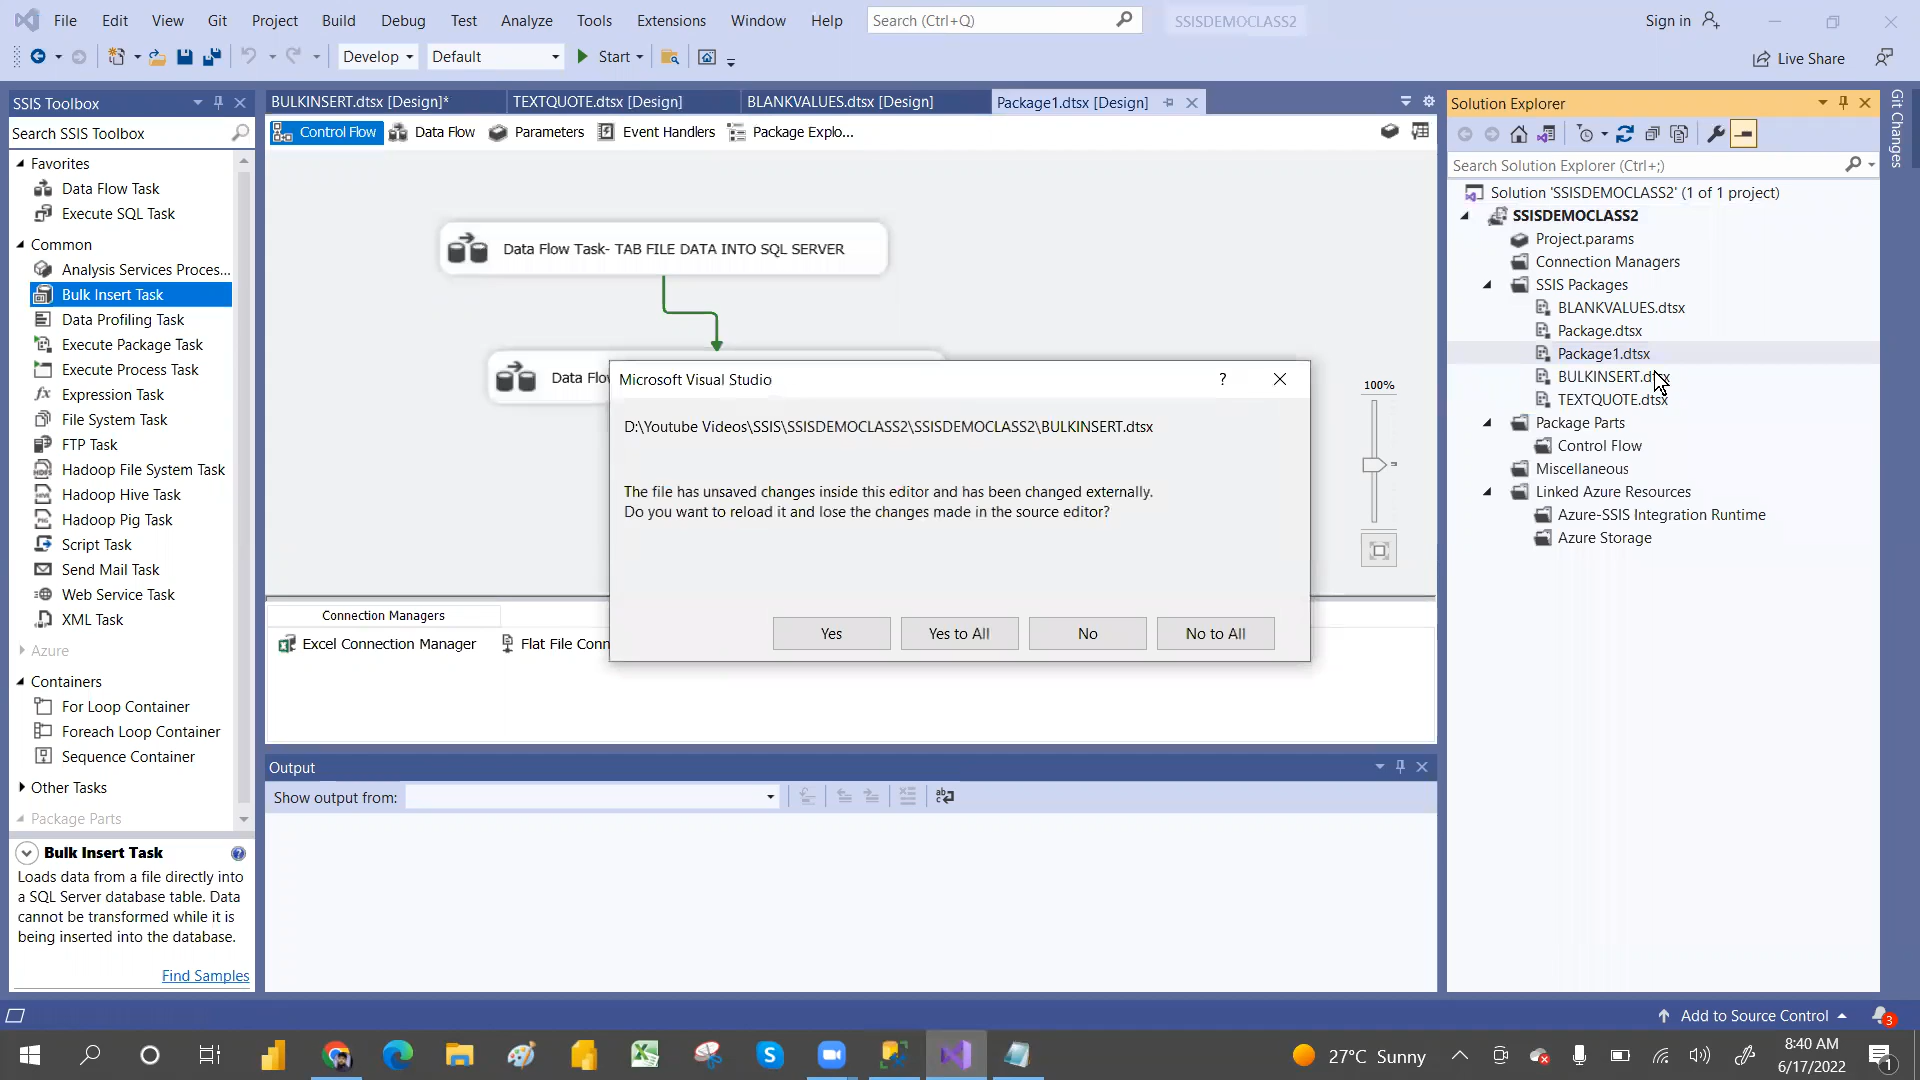 File Edit View Git Project Build Debug Test Analyze Tools Extensions Window Help Search (Ctrl+Q) SSISDEMOCLASS2 Sign in
Develop Default Start Live Share
SSIS Toolbox
Search SSIS Toolbox
Favorites
Data Flow Task
Execute SQL Task
Common
Analysis Services Proces...
Bulk Insert Task
Data Profiling Task
Execute Package Task
Execute Process Task
Expression Task
File System Task
FTP Task
Hadoop File System Task
Hadoop Hive Task
Hadoop Pig Task
Script Task
Send Mail Task
Web Service Task
XML Task
Azure
Containers
For Loop Container
Foreach Loop Container
Sequence Container
Other Tasks
Package Parts
Bulk Insert Task
Loads data from a file directly into
a SQL Server database table. Data
cannot be transformed while it is
being inserted into the database.
Find Samples
BULKINSERT.dtsx [Design]* TEXTQUOTE.dtsx [Design] BLANKVALUES.dtsx [Design] Package1.dtsx [Design]
Control Flow Data Flow Parameters Event Handlers Package Explo...
Data Flow Task- TAB FILE DATA INTO SQL SERVER
Data Flo
100%
Microsoft Visual Studio
D:\Youtube Videos\SSIS\SSISDEMOCLASS2\SSISDEMOCLASS2\BULKINSERT.dtsx
The file has unsaved changes inside this editor and has been changed externally.
Do you want to reload it and lose the changes made in the source editor?
Yes Yes to All No No to All
Connection Managers
Excel Connection Manager Flat File Conn
Output
Show output from:
Solution Explorer
Search Solution Explorer (Ctrl+;)
Solution 'SSISDEMOCLASS2' (1 of 1 project)
SSISDEMOCLASS2
Project.params
Connection Managers
SSIS Packages
BLANKVALUES.dtsx
Package.dtsx
Package1.dtsx
BULKINSERT.dtsx
TEXTQUOTE.dtsx
Package Parts
Control Flow
Miscellaneous
Linked Azure Resources
Azure-SSIS Integration Runtime
Azure Storage
Git Changes
Add to Source Control 3
27°C Sunny
8:40 AM
6/17/2022
1